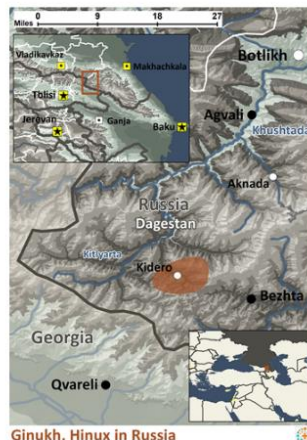 Miles 0 9 18 27
Vladikavkaz
Makhachkala
Tbilisi
Jerevan
Ganja
Baku
Botlikh
Agvali
Khushtada
Aknada
Russia
Dagestan
Kitlyarta
Kidero
Bezhta
Georgia
Qvareli
Ginukh, Hinux in Russia